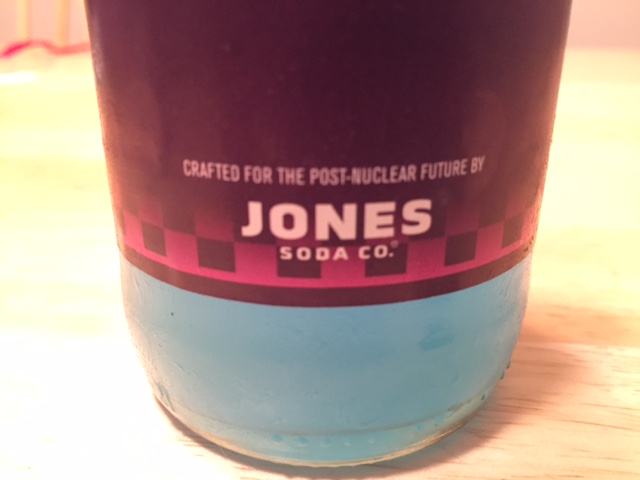 CRAFTED FOR THE POST-NUCLEAR FUTURE BY
JONES
SODA CO.®